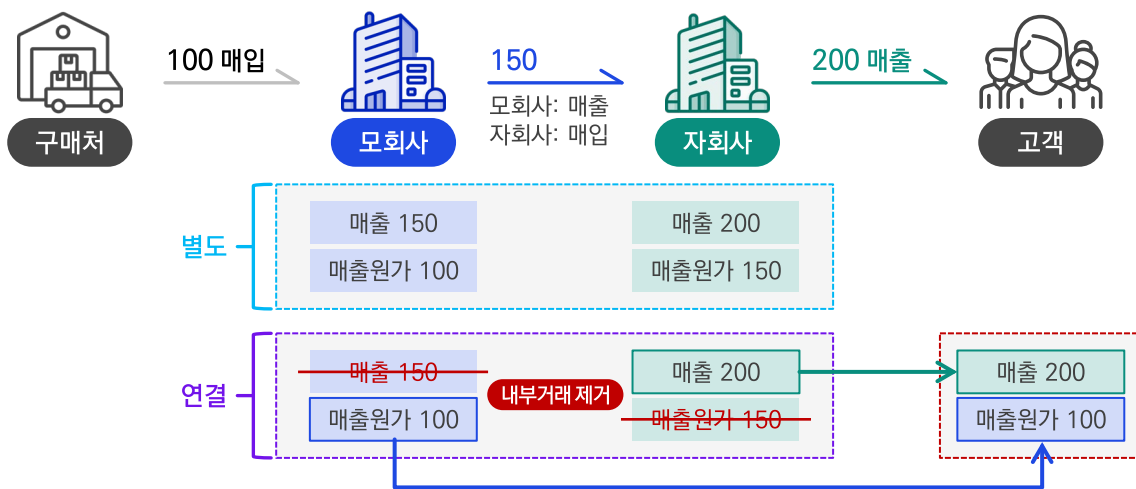 100 매입
150
200 매출
모회사: 매출
자회사: 매입
구매처
모회사
자회사
고객
별도
매출 150
매출 200
매출원가 100
매출원가 150
연결
매출 150
매출 200
매출 200
내부거래 제거
매출원가 100
매출원가 150
매출원가 100